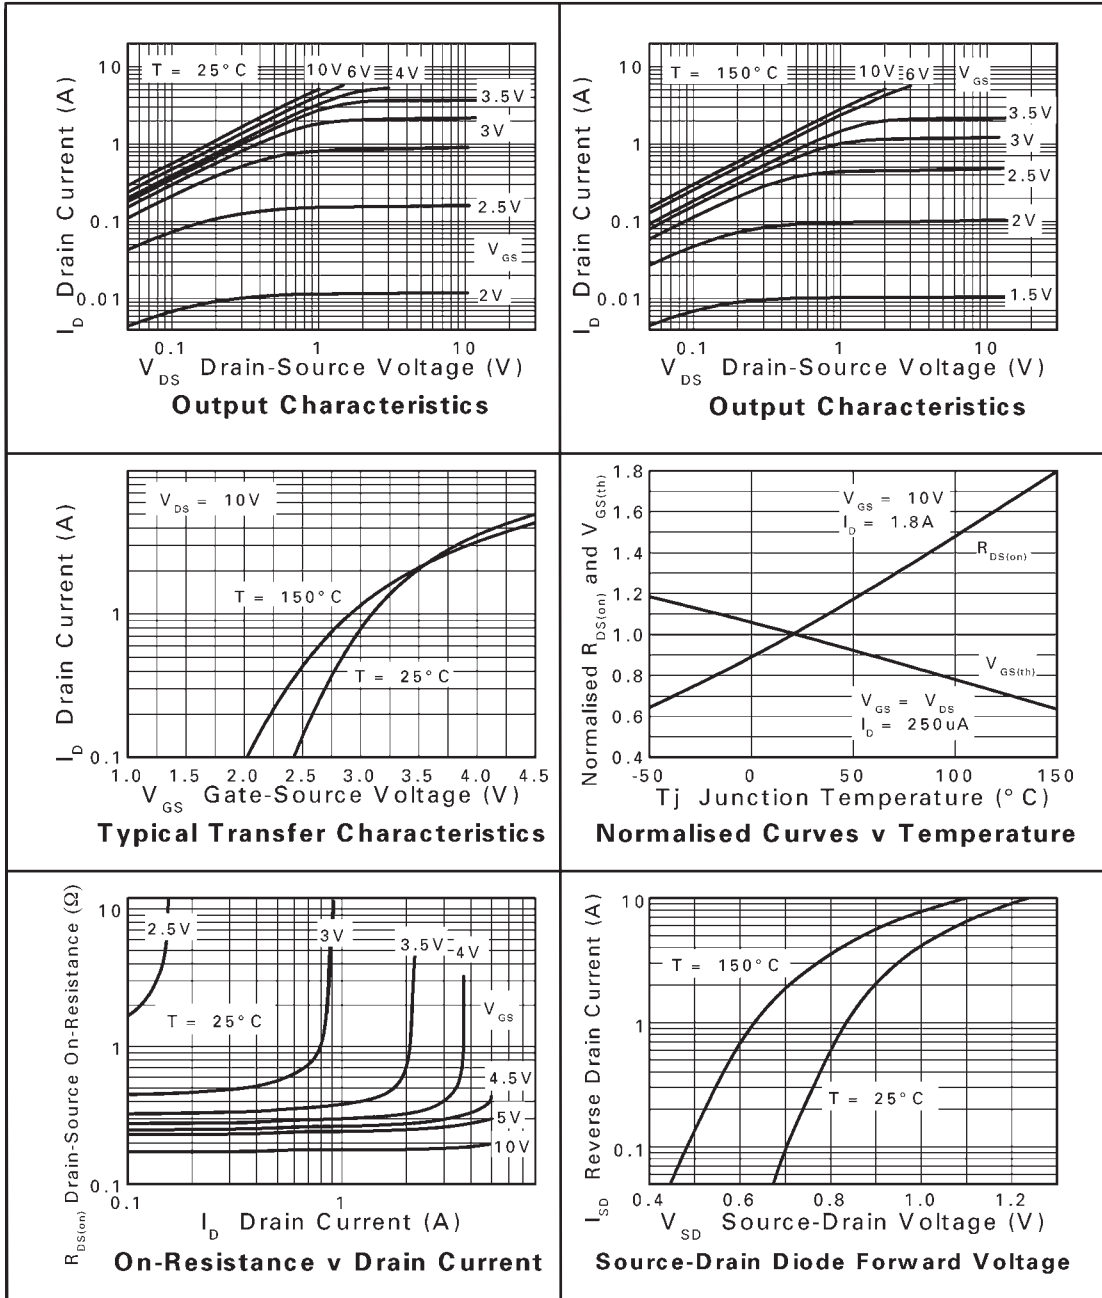 T = 25°C
10V 6V 4V
3.5V
3V
2.5V
V_GS
2V
10
1
0.1
0.01
I_D Drain Current (A)
0.1 1 10
V_DS Drain-Source Voltage (V)
Output Characteristics
T = 150°C
10V 6V V_GS
3.5V
3V
2.5V
2V
1.5V
10
1
0.1
0.01
I_D Drain Current (A)
0.1 1 10
V_DS Drain-Source Voltage (V)
Output Characteristics
V_DS = 10V
T = 150°C
T = 25°C
1
0.1
I_D Drain Current (A)
1.0 1.5 2.0 2.5 3.0 3.5 4.0 4.5
V_GS Gate-Source Voltage (V)
Typical Transfer Characteristics
1.8
1.6
1.4
1.2
1.0
0.8
0.6
0.4
Normalised R_DS(on) and V_GS(th)
V_GS = 10V
I_D = 1.8A
R_DS(on)
V_GS(th)
V_GS = V_DS
I_D = 250uA
-50 0 50 100 150
Tj Junction Temperature (°C)
Normalised Curves v Temperature
10
1
0.1
R_DS(on) Drain-Source On-Resistance (Ω)
2.5V
3V
3.5V
4V
T = 25°C
V_GS
4.5V
5V
10V
0.1 1
I_D Drain Current (A)
On-Resistance v Drain Current
10
1
0.1
I_SD Reverse Drain Current (A)
T = 150°C
T = 25°C
0.4 0.6 0.8 1.0 1.2
V_SD Source-Drain Voltage (V)
Source-Drain Diode Forward Voltage